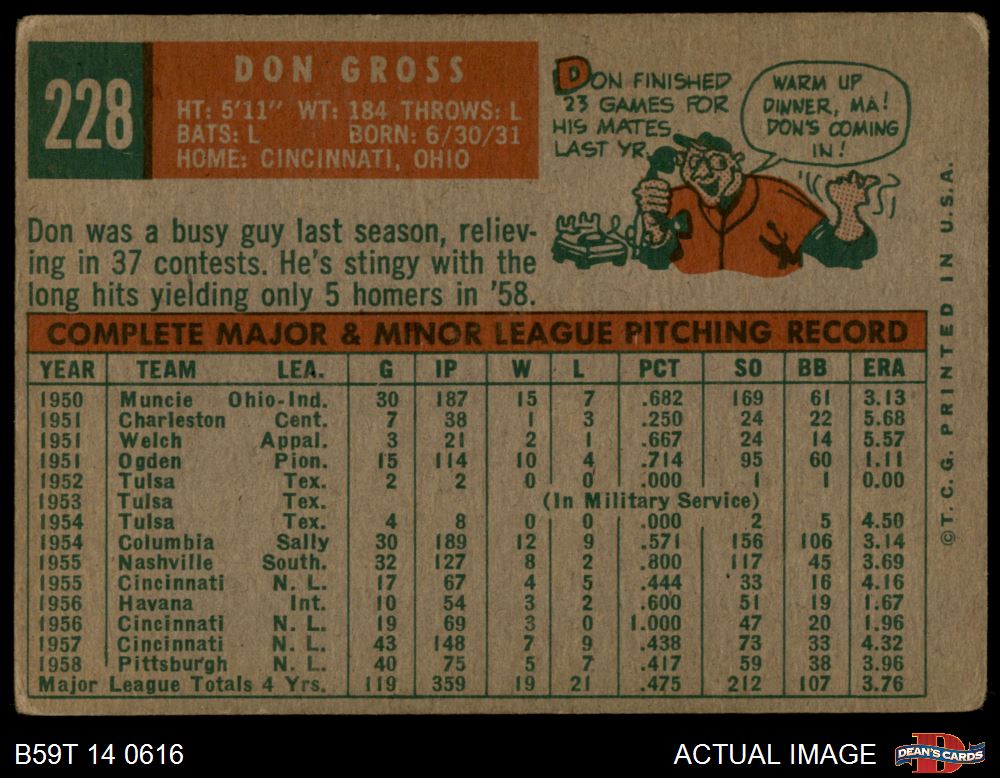 228
DON GROSS
HT: 5'11" WT: 184 THROWS: L
BATS: L BORN: 6/30/31
HOME: CINCINNATI, OHIO
DON FINISHED
23 GAMES FOR
HIS MATES
LAST YR.
WARM UP
DINNER, MA!
DON'S COMING
IN!
Don was a busy guy last season, reliev-
ing in 37 contests. He's stingy with the
long hits yielding only 5 homers in '58.
COMPLETE MAJOR & MINOR LEAGUE PITCHING RECORD
YEAR TEAM LEA. G IP W L PCT SO BB ERA
1950 Muncie Ohio-Ind. 30 187 15 7 .682 169 61 3.13
1951 Charleston Cent. 7 38 1 3 .250 24 22 5.68
1951 Welch Appal. 3 21 2 1 .667 24 14 5.57
1951 Ogden Pion. 15 114 10 4 .714 95 60 1.11
1952 Tulsa Tex. 2 2 0 0 .000 1 1 0.00
1953 Tulsa Tex. (In Military Service)
1954 Tulsa Tex. 4 8 0 0 .000 2 5 4.50
1954 Columbia Sally 30 189 12 9 .571 156 106 3.14
1955 Nashville South. 32 127 8 2 .800 117 45 3.69
1955 Cincinnati N. L. 17 67 4 5 .444 33 16 4.16
1956 Havana Int. 10 54 3 2 .600 51 19 1.67
1956 Cincinnati N. L. 19 69 3 0 1.000 47 20 1.96
1957 Cincinnati N. L. 43 148 7 9 .438 73 33 4.32
1958 Pittsburgh N. L. 40 75 5 7 .417 59 38 3.96
Major League Totals 4 Yrs. 119 359 19 21 .475 212 107 3.76
© T. C. G. PRINTED IN U.S.A.
B59T 14 0616
ACTUAL IMAGE
DEAN'S CARDS